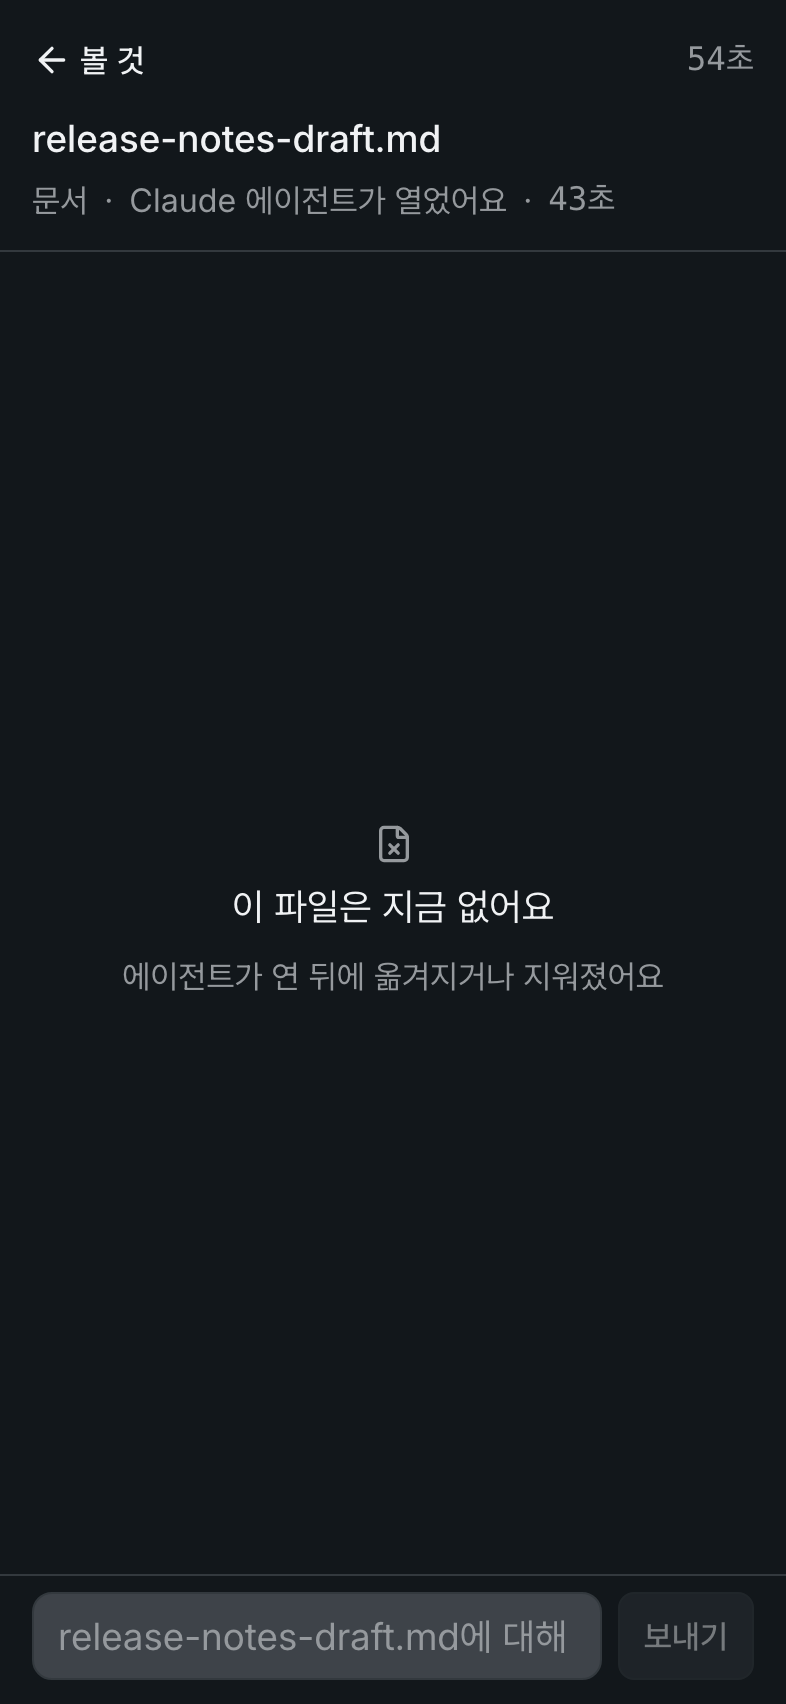 볼 것
54초
release-notes-draft.md
문서 · Claude 에이전트가 열었어요 · 43초
이 파일은 지금 없어요
에이전트가 연 뒤에 옮겨지거나 지워졌어요
release-notes-draft.md에 대해
보내기